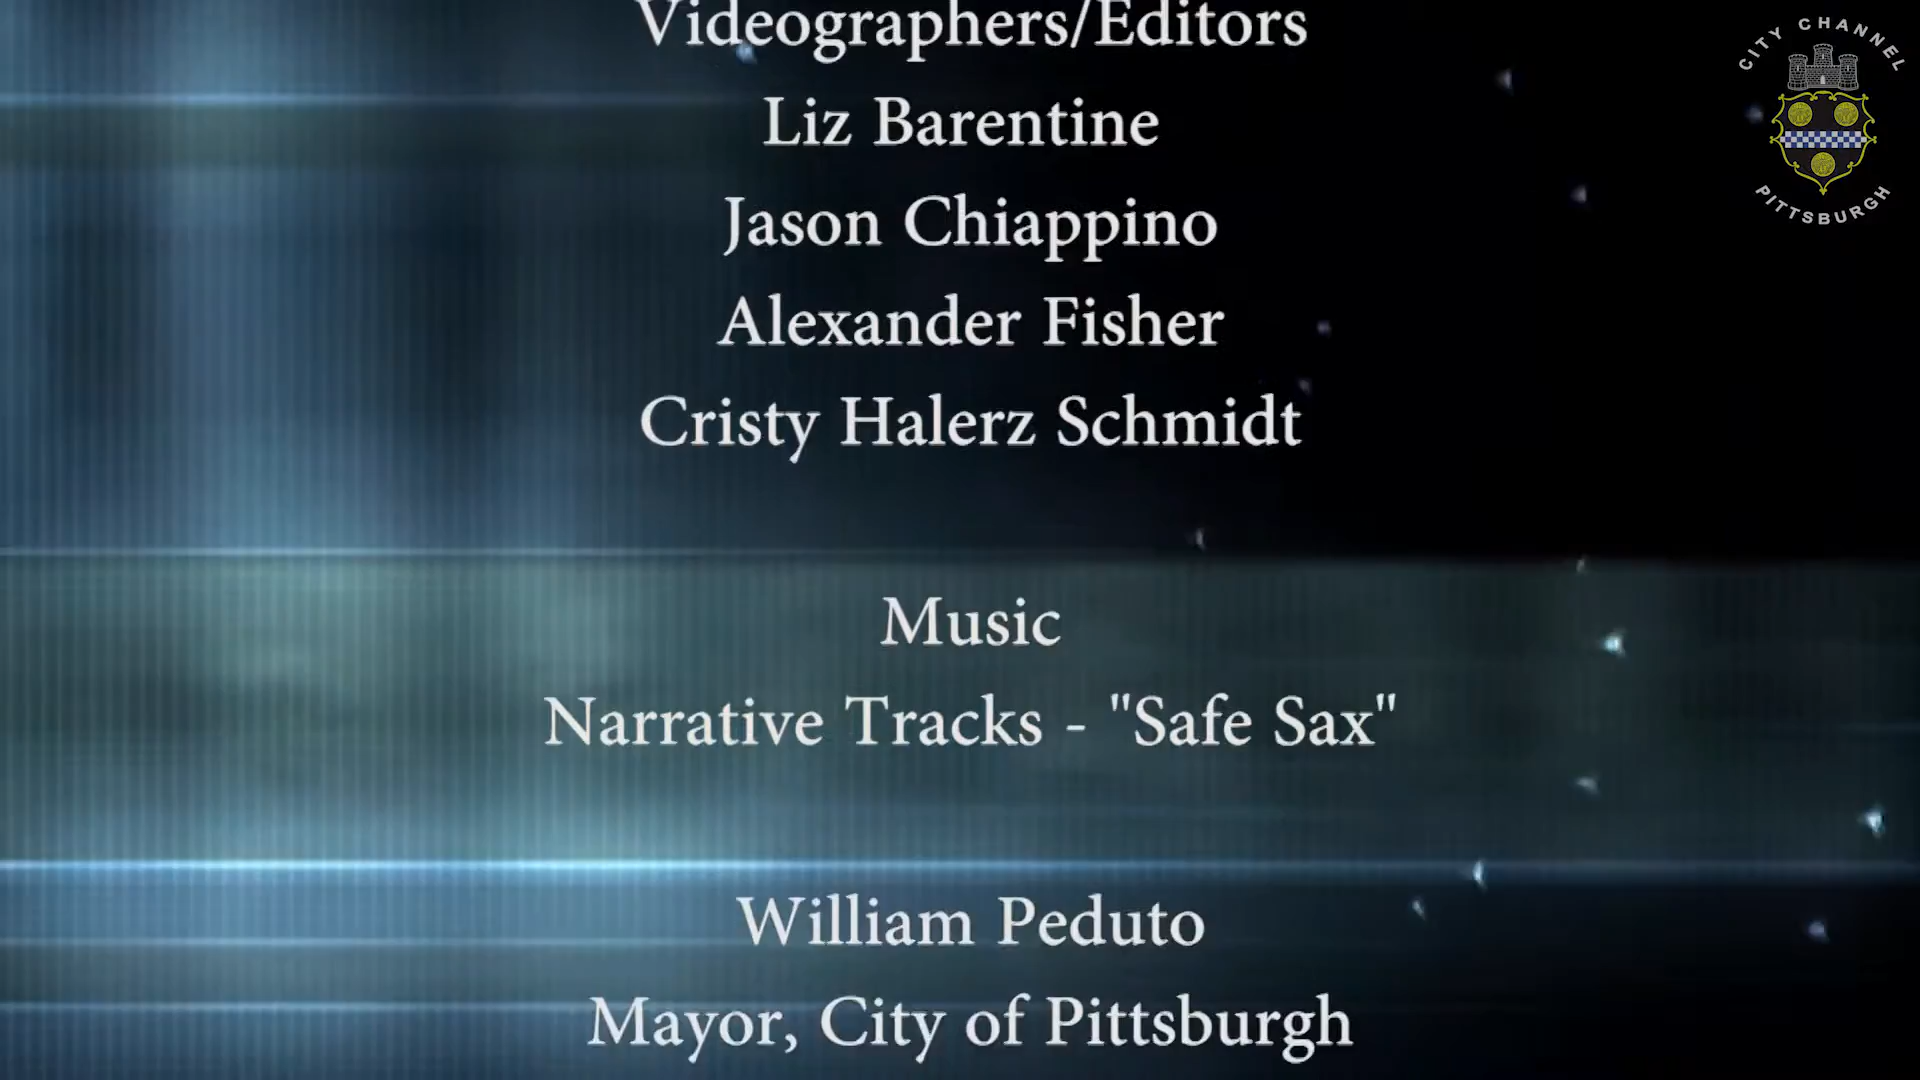 Videographers/Editors
Liz Barentine
Jason Chiappino
Alexander Fisher
Cristy Halerz Schmidt
Music
Narrative Tracks - "Safe Sax"
William Peduto
Mayor, City of Pittsburgh
CITY CHANNEL
PITTSBURGH